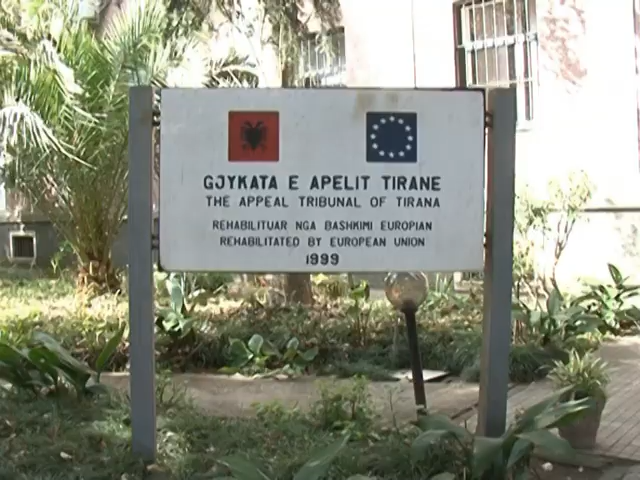 GJYKATA E APELIT TIRANE
THE APPEAL TRIBUNAL OF TIRANA
REHABILITUAR NGA BASHKIMI EUROPIAN
REHABILITATED BY EUROPEAN UNION
1999